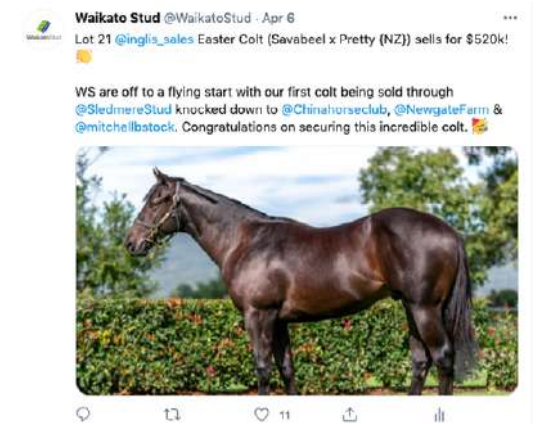 Waikato Stud @WaikatoStud · Apr 6
Lot 21 @inglis_sales Easter Colt (Savabeel x Pretty (NZ)) sells for $520k!
WS are off to a flying start with our first colt being sold through
@SledmereStud knocked down to @Chinahorseclub, @NewgateFarm &
@mitchellbstock. Congratulations on securing this incredible colt.
11